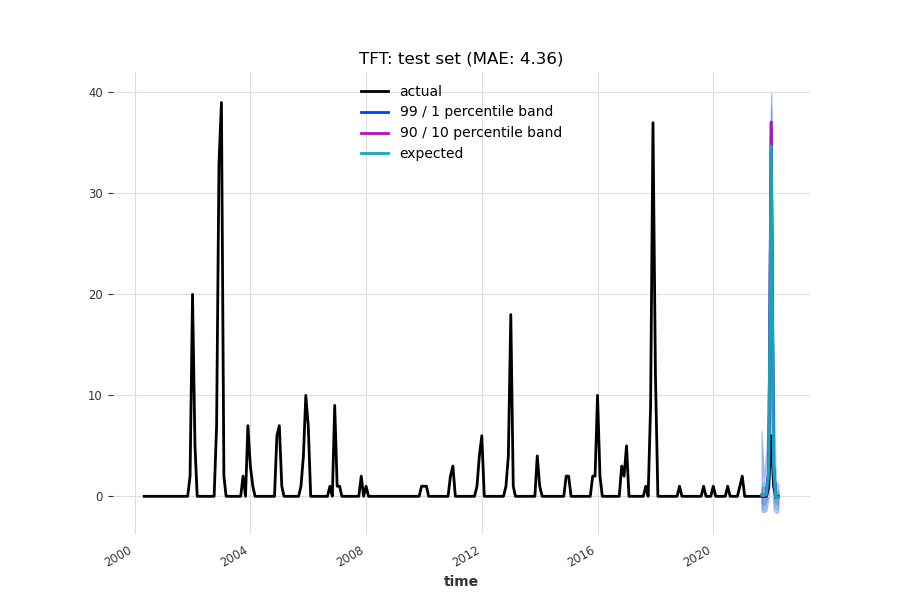 TFT: test set (MAE: 4.36)
actual
99 / 1 percentile band
90 / 10 percentile band
expected
40
30
20
10
0
2000
2004
2008
2012
2016
2020
time